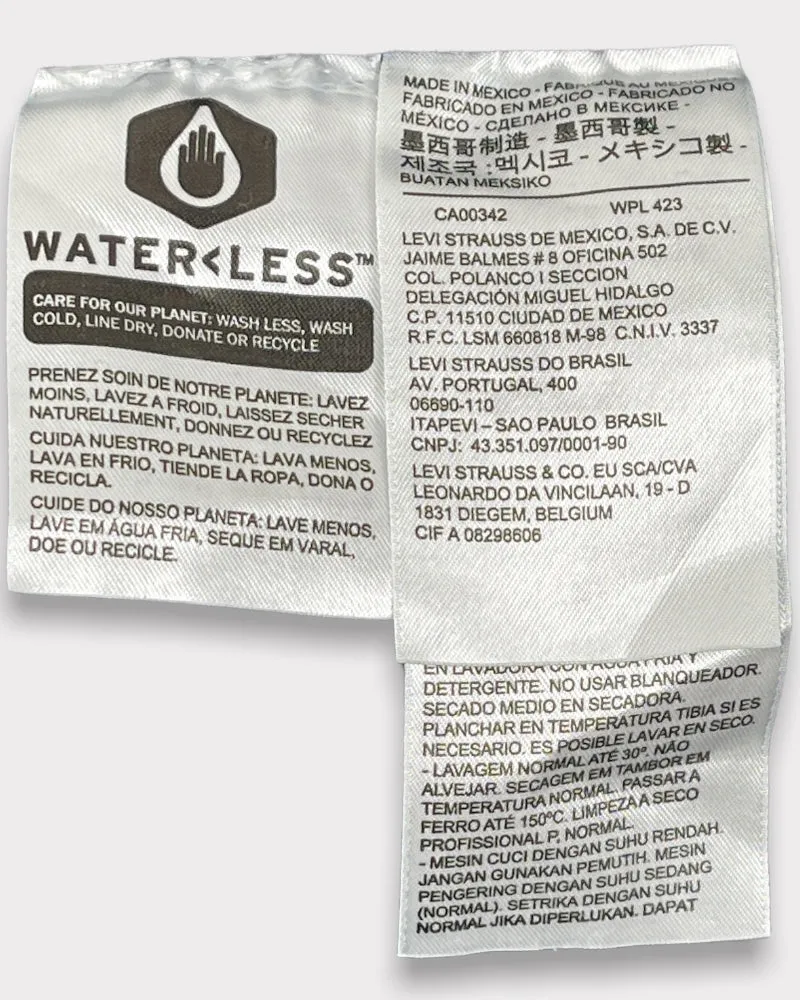 WATER<LESS™
CARE FOR OUR PLANET: WASH LESS, WASH
COLD, LINE DRY, DONATE OR RECYCLE
PRENEZ SOIN DE NOTRE PLANETE: LAVEZ
MOINS, LAVEZ A FROID, LAISSEZ SECHER
NATURELLEMENT, DONNEZ OU RECYCLEZ
CUIDA NUESTRO PLANETA: LAVA MENOS,
LAVA EN FRIO, TIENDE LA ROPA, DONA O
RECICLA.
CUIDE DO NOSSO PLANETA: LAVE MENOS,
LAVE EM ÁGUA FRIA, SEQUE EM VARAL,
DOE OU RECICLE.
MADE IN MEXICO - FABRIQUE AU MEXIQUE -
FABRICADO EN MEXICO - FABRICADO NO
MÉXICO - СДЕЛАНО В МЕКСИКЕ -
墨西哥制造 - 墨西哥製 -
제조국 :멕시코 - メキシコ製 -
BUATAN MEKSIKO
CA00342 WPL 423
LEVI STRAUSS DE MEXICO, S.A. DE C.V.
JAIME BALMES # 8 OFICINA 502
COL. POLANCO I SECCION
DELEGACIÓN MIGUEL HIDALGO
C.P. 11510 CIUDAD DE MEXICO
R.F.C. LSM 660818 M-98 C.N.I.V. 3337
LEVI STRAUSS DO BRASIL
AV. PORTUGAL, 400
06690-110
ITAPEVI – SAO PAULO BRASIL
CNPJ: 43.351.097/0001-90
LEVI STRAUSS & CO. EU SCA/CVA
LEONARDO DA VINCILAAN, 19 - D
1831 DIEGEM, BELGIUM
CIF A 08298606
EN LAVADORA CON AGUA FRIA Y
DETERGENTE. NO USAR BLANQUEADOR.
SECADO MEDIO EN SECADORA.
PLANCHAR EN TEMPERATURA TIBIA SI ES
NECESARIO. ES POSIBLE LAVAR EN SECO.
- LAVAGEM NORMAL ATÉ 30º. NÃO
ALVEJAR. SECAGEM EM TAMBOR EM
TEMPERATURA NORMAL. PASSAR A
FERRO ATÉ 150ºC. LIMPEZA A SECO
PROFISSIONAL P, NORMAL.
- MESIN CUCI DENGAN SUHU RENDAH.
JANGAN GUNAKAN PEMUTIH. MESIN
PENGERING DENGAN SUHU SEDANG
(NORMAL). SETRIKA DENGAN SUHU
NORMAL JIKA DIPERLUKAN. DAPAT